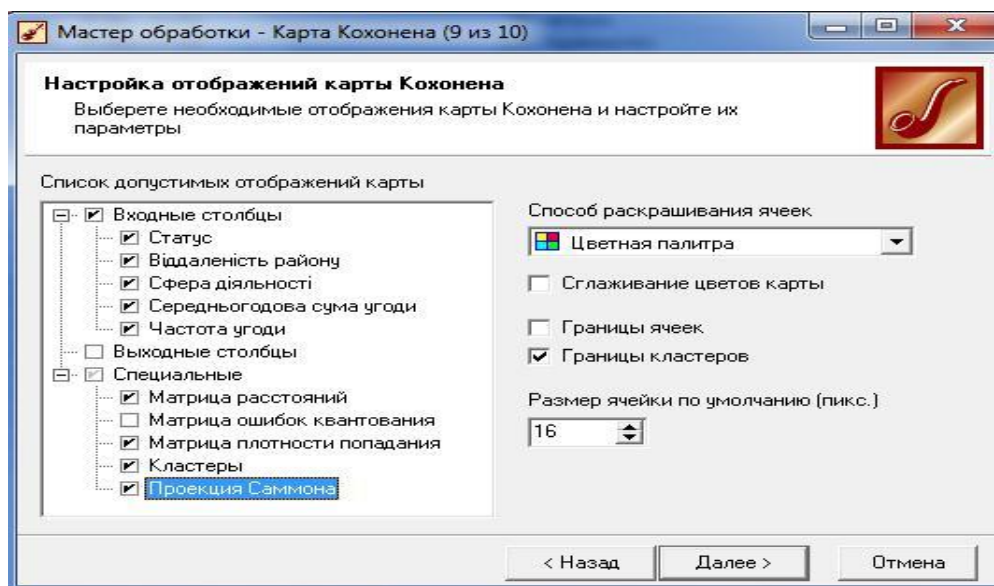 Мастер обработки - Карта Кохонена (9 из 10)
Настройка отображений карты Кохонена
Выберете необходимые отображения карты Кохонена и настройте их
параметры
Список допустимых отображений карты
Входные столбцы
Статус
Віддаленість району
Сфера діяльності
Середньогодова сума угоди
Частота угоди
Выходные столбцы
Специальные
Матрица расстояний
Матрица ошибок квантования
Матрица плотности попадания
Кластеры
Проекция Саммона
Способ раскрашивания ячеек
Цветная палитра
Сглаживание цветов карты
Границы ячеек
Границы кластеров
Размер ячейки по умолчанию (пикс.)
16
< Назад
Далее >
Отмена